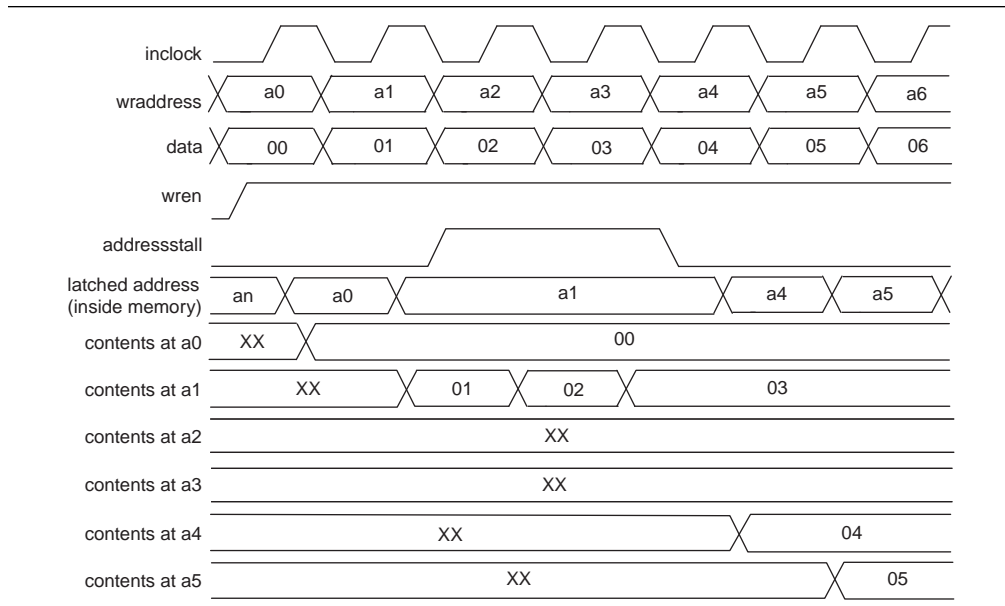 inclock
wraddress a0 a1 a2 a3 a4 a5 a6
data 00 01 02 03 04 05 06
wren
addressstall
latched address
(inside memory) an a0 a1 a4 a5
contents at a0 XX 00
contents at a1 XX 01 02 03
contents at a2 XX
contents at a3 XX
contents at a4 XX 04
contents at a5 XX 05